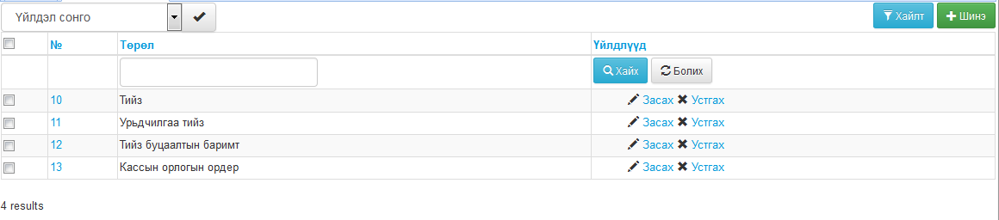 Үйлдэл сонго
Хайлт
Шинэ
№ Төрөл Үйлдлүүд
Хайх Болих
10 Тийз Засах Устгах
11 Урьдчилгаа тийз Засах Устгах
12 Тийз буцаалтын баримт Засах Устгах
13 Кассын орлогын ордер Засах Устгах
4 results